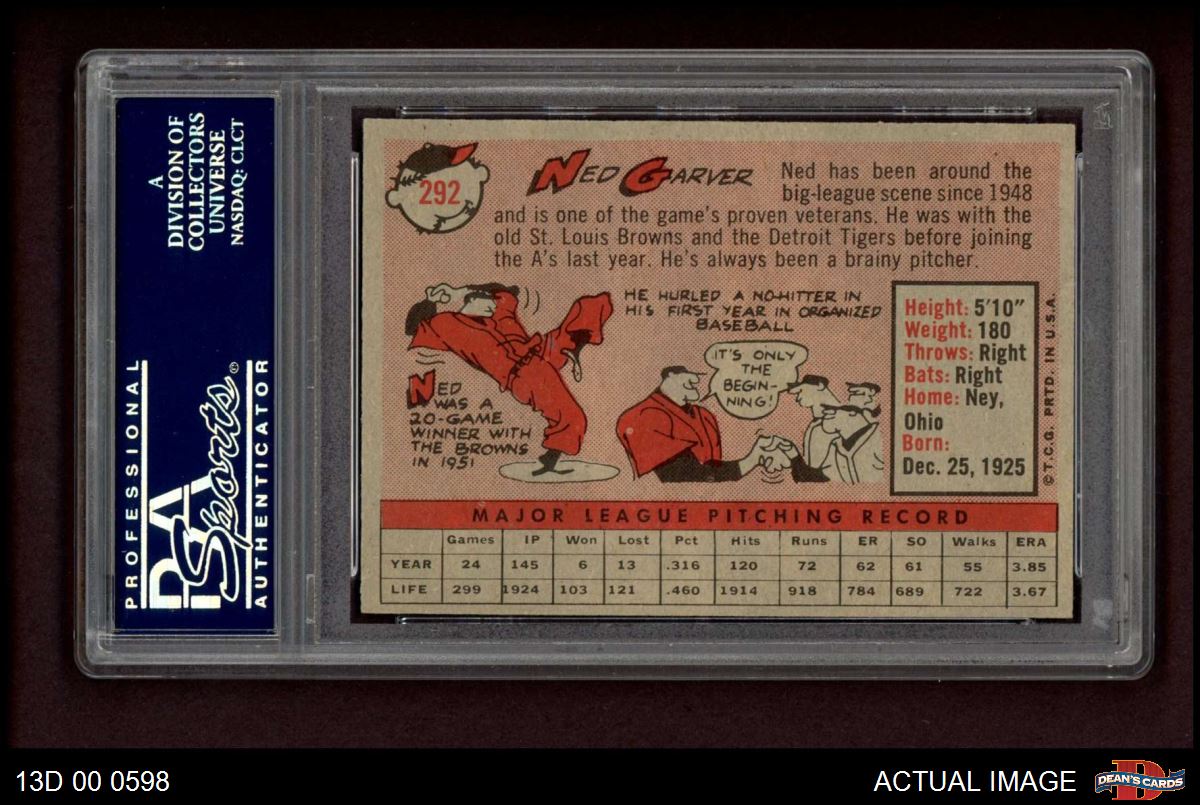 A
DIVISION OF
COLLECTORS
UNIVERSE
NASDAQ: CLCT
PROFESSIONAL
PSA
Sports®
AUTHENTICATOR
292
NED GARVER
Ned has been around the
big-league scene since 1948
and is one of the game's proven veterans. He was with the
old St. Louis Browns and the Detroit Tigers before joining
the A's last year. He's always been a brainy pitcher.
NED
WAS A
20-GAME
WINNER WITH
THE BROWNS
IN 1951
HE HURLED A NO-HITTER IN
HIS FIRST YEAR IN ORGANIZED
BASEBALL
IT'S ONLY
THE
BEGIN-
NING!
Height: 5'10"
Weight: 180
Throws: Right
Bats: Right
Home: Ney,
Ohio
Born:
Dec. 25, 1925
© T.C.G. PRTD. IN U.S.A.
MAJOR LEAGUE PITCHING RECORD
Games IP Won Lost Pct Hits Runs ER SO Walks ERA
YEAR 24 145 6 13 .316 120 72 62 61 55 3.85
LIFE 299 1924 103 121 .460 1914 918 784 689 722 3.67
13D 00 0598
ACTUAL IMAGE
DEAN'S CARDS